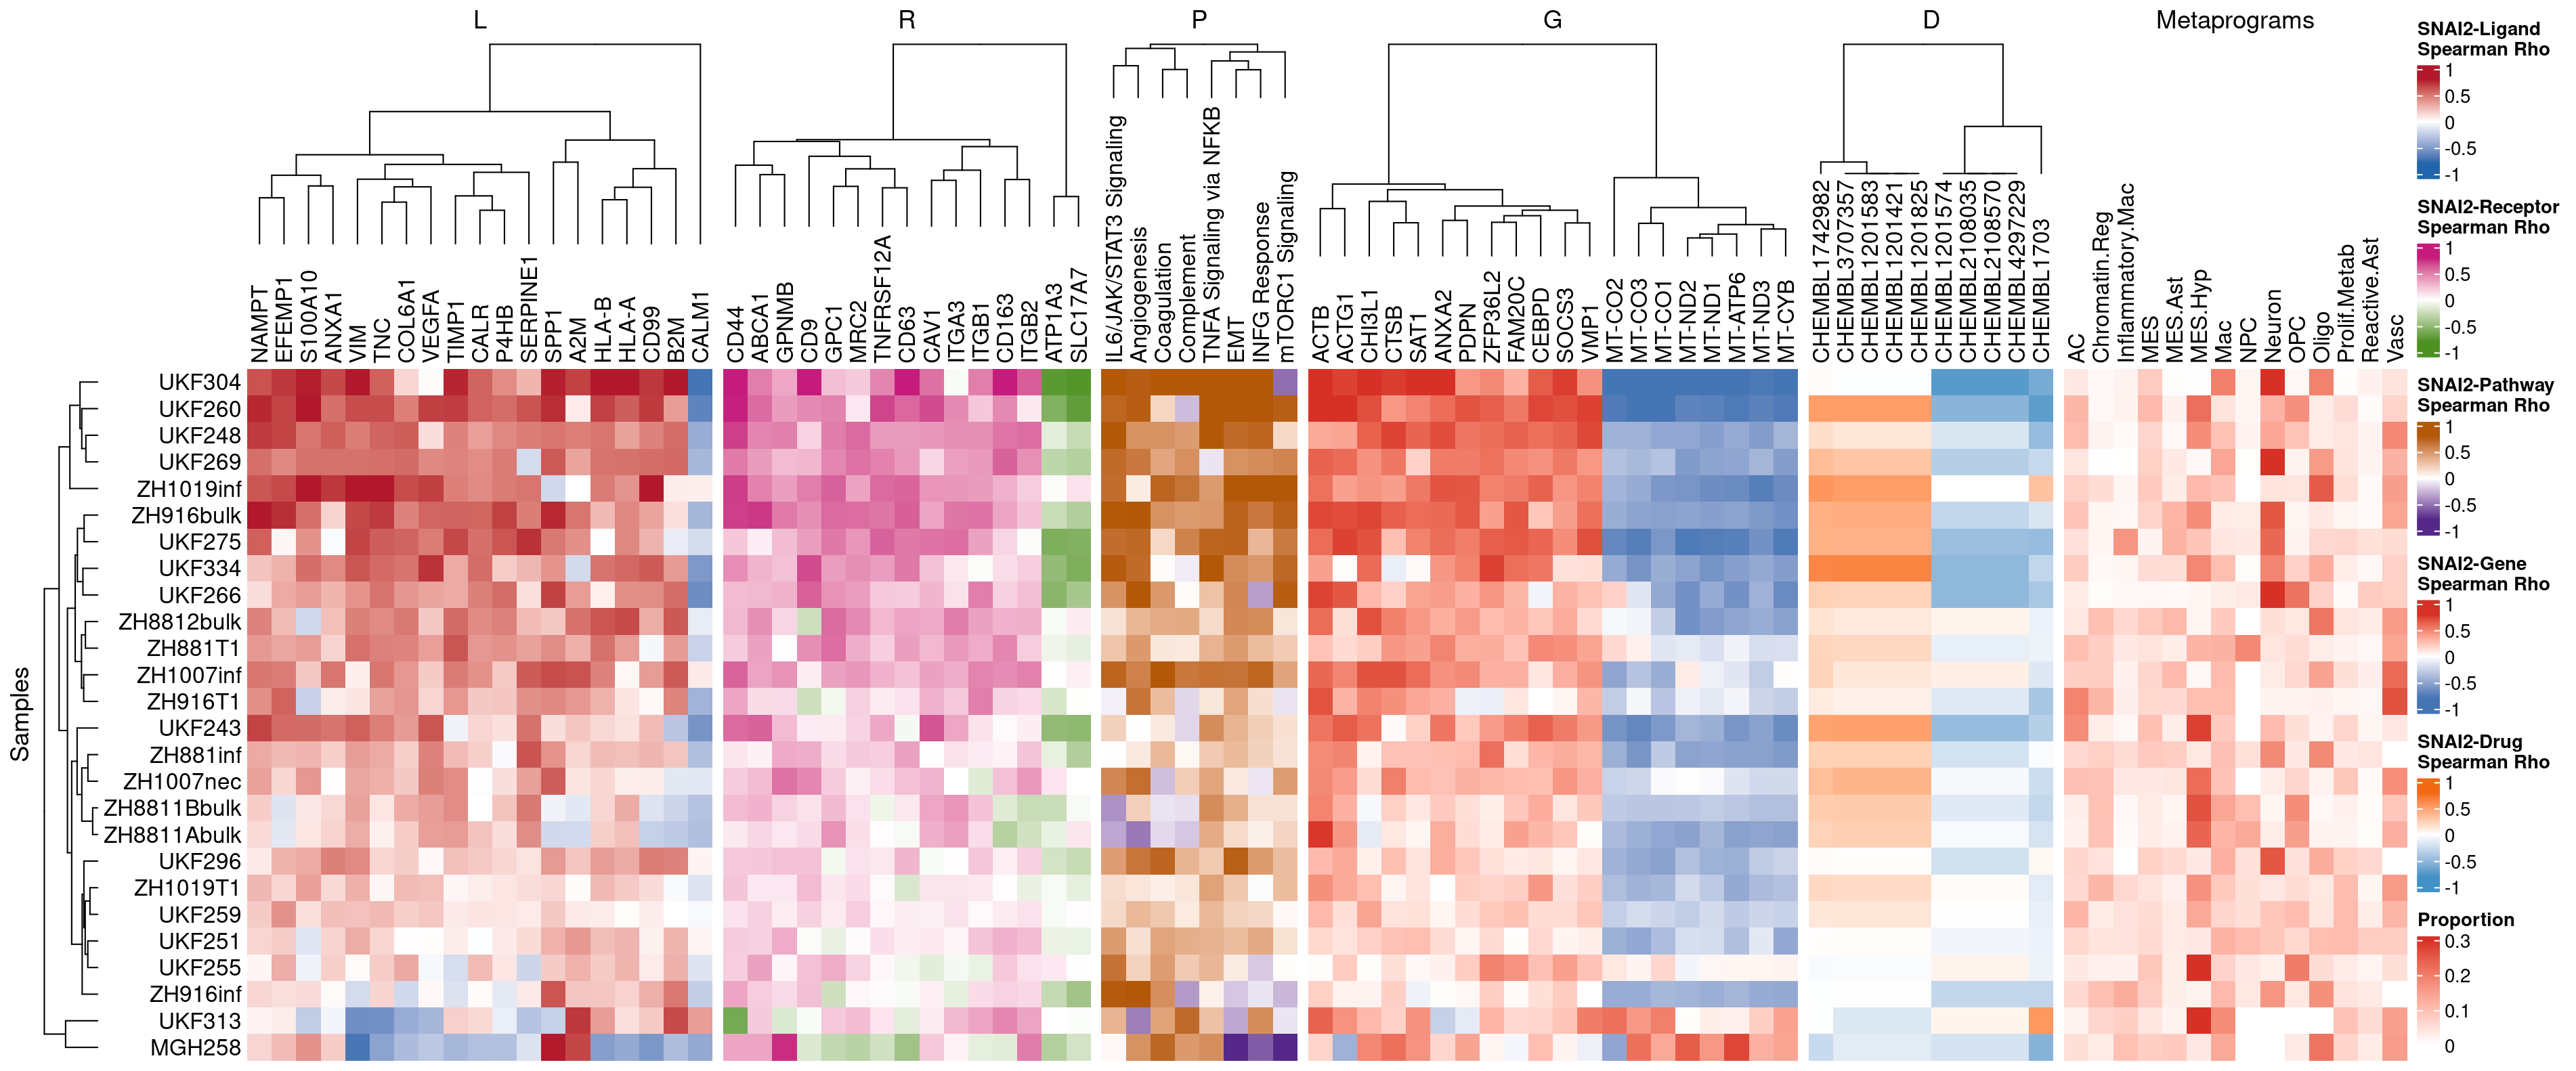 L R P G D Metaprograms
NAMPT
EFEMP1
S100A10
ANXA1
VIM
TNC
COL6A1
VEGFA
TIMP1
CALR
P4HB
SERPINE1
SPP1
A2M
HLA-B
HLA-A
CD99
B2M
CALM1
CD44
ABCA1
GPNMB
CD9
GPC1
MRC2
TNFRSF12A
CD63
CAV1
ITGA3
ITGB1
CD163
ITGB2
ATP1A3
SLC17A7
IL6/JAK/STAT3 Signaling
Angiogenesis
Coagulation
Complement
TNFA Signaling via NFKB
EMT
INFG Response
mTORC1 Signaling
ACTB
ACTG1
CHI3L1
CTSB
SAT1
ANXA2
PDPN
ZFP36L2
FAM20C
CEBPD
SOCS3
VMP1
MT-CO2
MT-CO3
MT-CO1
MT-ND2
MT-ND1
MT-ATP6
MT-ND3
MT-CYB
CHEMBL1742982
CHEMBL3707357
CHEMBL1201583
CHEMBL1201421
CHEMBL1201825
CHEMBL1201574
CHEMBL2108035
CHEMBL2108570
CHEMBL4297229
CHEMBL1703
AC
Chromatin.Reg
Inflammatory.Mac
MES
MES.Ast
MES.Hyp
Mac
NPC
Neuron
OPC
Oligo
Prolif.Metab
Reactive.Ast
Vasc
Samples
UKF304
UKF260
UKF248
UKF269
ZH1019inf
ZH916bulk
UKF275
UKF334
UKF266
ZH8812bulk
ZH881T1
ZH1007inf
ZH916T1
UKF243
ZH881inf
ZH1007nec
ZH8811Bbulk
ZH8811Abulk
UKF296
ZH1019T1
UKF259
UKF251
UKF255
ZH916inf
UKF313
MGH258
SNAI2-Ligand
Spearman Rho
1
0.5
0
-0.5
-1
SNAI2-Receptor
Spearman Rho
1
0.5
0
-0.5
-1
SNAI2-Pathway
Spearman Rho
1
0.5
0
-0.5
-1
SNAI2-Gene
Spearman Rho
1
0.5
0
-0.5
-1
SNAI2-Drug
Spearman Rho
1
0.5
0
-0.5
-1
Proportion
0.3
0.2
0.1
0